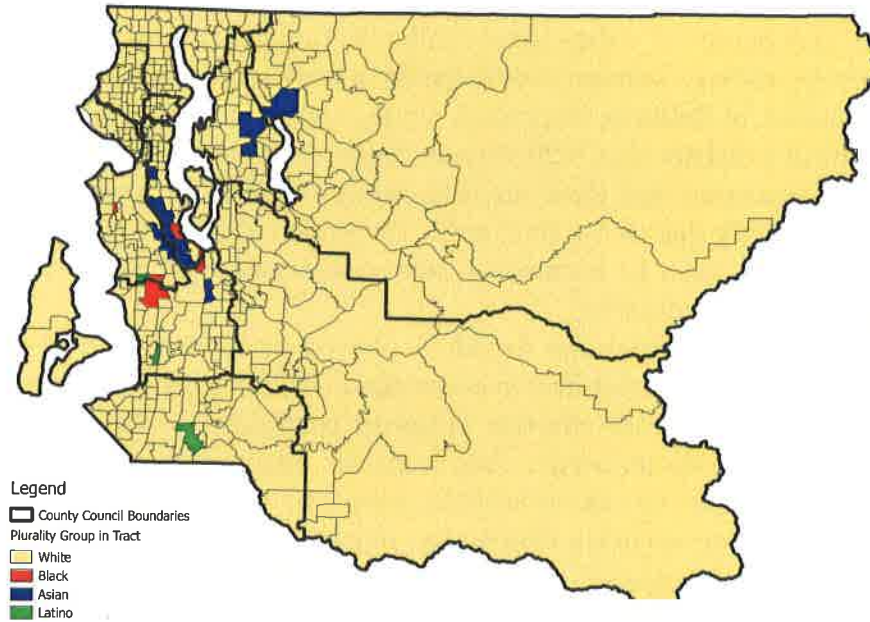 Legend
County Council Boundaries
Plurality Group in Tract
White
Black
Asian
Latino